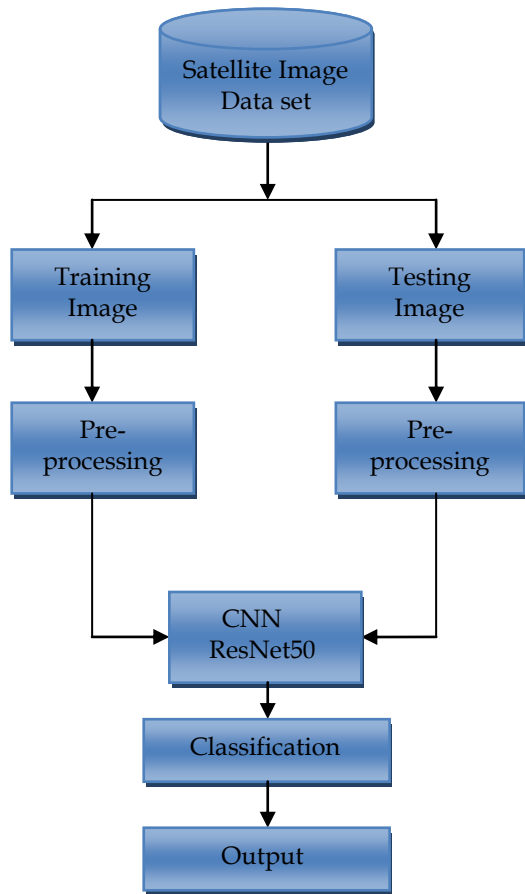 Satellite Image
Data set
Training
Image
Testing
Image
Pre-
processing
Pre-
processing
CNN
ResNet50
Classification
Output